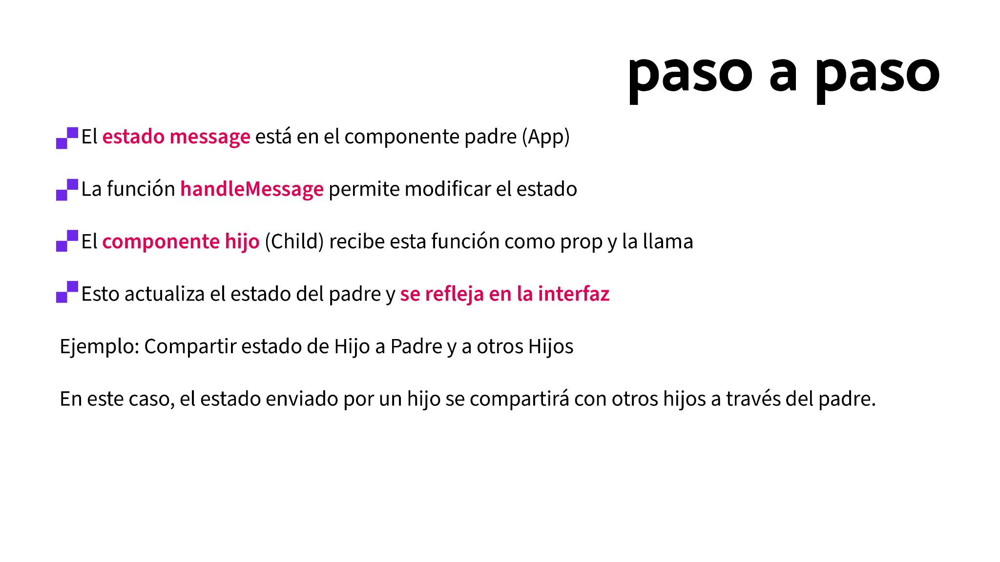 paso a paso
El estado message está en el componente padre (App)
La función handleMessage permite modificar el estado
El componente hijo (Child) recibe esta función como prop y la llama
Esto actualiza el estado del padre y se refleja en la interfaz
Ejemplo: Compartir estado de Hijo a Padre y a otros Hijos
En este caso, el estado enviado por un hijo se compartirá con otros hijos a través del padre.